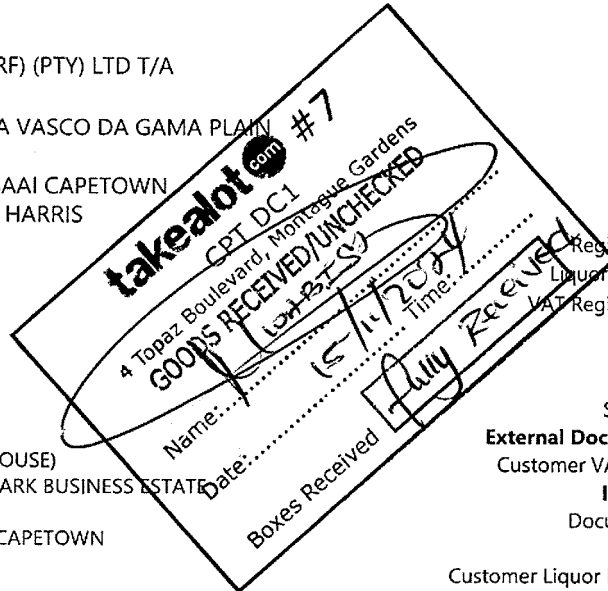 RF) (PTY) LTD T/A
A VASCO DA GAMA PLAIN
BAAI CAPETOWN
HARRIS
takealot.com #7
CPT DC1
4 Topaz Boulevard, Montague Gardens
GOODS RECEIVED/UNCHECKED
Name:
Date: 15/11/2024 Time:
Boxes Received fully Received
Regi
Liquor
VAT Regi
S
External Doc
Customer VA
I
Docu
Customer Liquor
OUSE)
ARK BUSINESS ESTATE
CAPETOWN